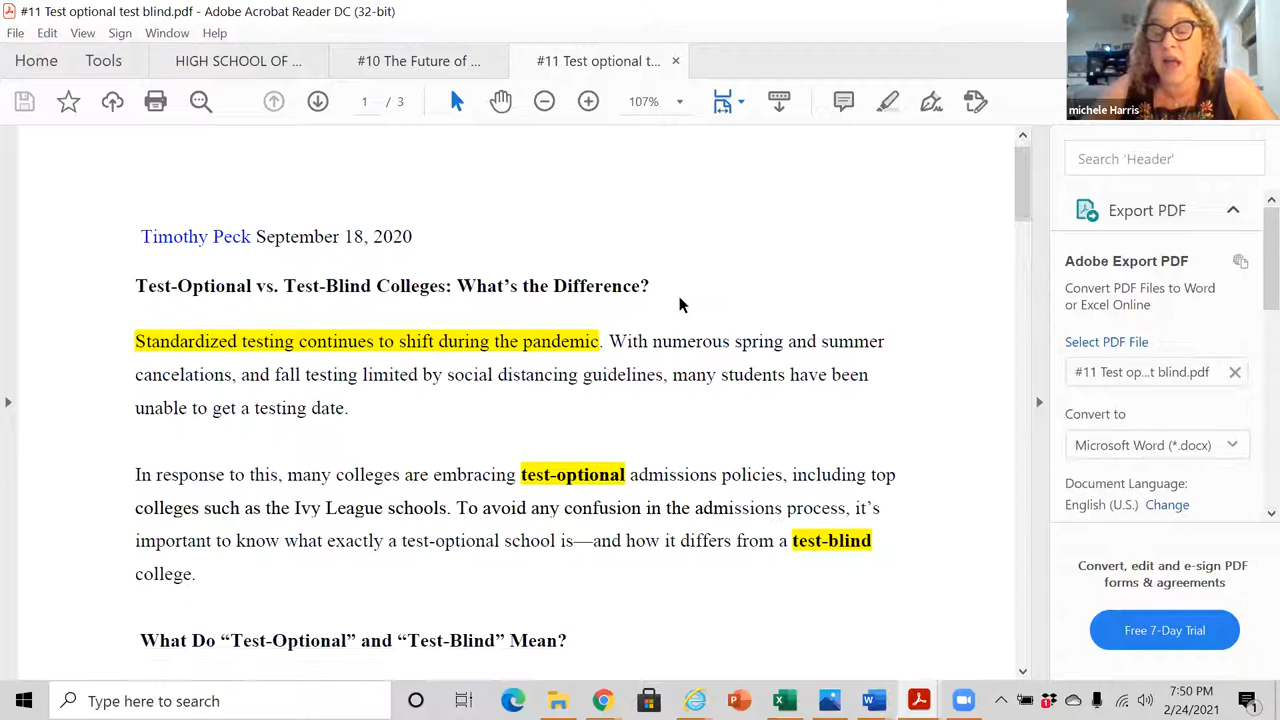 #11 Test optional test blind.pdf - Adobe Acrobat Reader DC (32-bit)
File Edit View Sign Window Help
Home Tools HIGH SCHOOL OF ... #10 The Future of ... #11 Test optional t... ×
1 / 3 107%
michele Harris
Search 'Header'
Export PDF
Adobe Export PDF
Convert PDF Files to Word
or Excel Online
Select PDF File
#11 Test op...t blind.pdf
Convert to
Microsoft Word (*.docx)
Document Language:
English (U.S.) Change
Convert, edit and e-sign PDF
forms & agreements
Free 7-Day Trial
Timothy Peck September 18, 2020
Test-Optional vs. Test-Blind Colleges: What’s the Difference?
Standardized testing continues to shift during the pandemic. With numerous spring and summer
cancelations, and fall testing limited by social distancing guidelines, many students have been
unable to get a testing date.
In response to this, many colleges are embracing test-optional admissions policies, including top
colleges such as the Ivy League schools. To avoid any confusion in the admissions process, it’s
important to know what exactly a test-optional school is—and how it differs from a test-blind
college.
What Do “Test-Optional” and “Test-Blind” Mean?
Type here to search
7:50 PM
2/24/2021